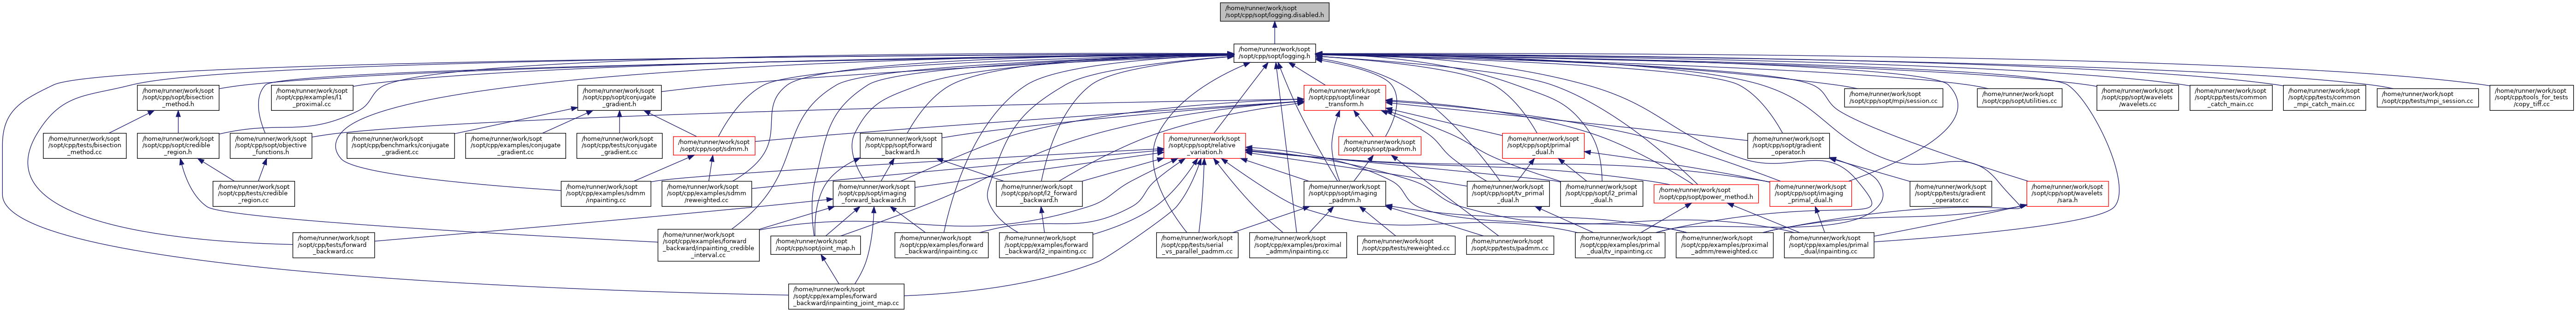 /home/runner/work/sopt
/sopt/cpp/sopt/logging.disabled.h
/home/runner/work/sopt
/sopt/cpp/sopt/logging.h
/home/runner/work/sopt
/sopt/cpp/sopt/bisection
_method.h
/home/runner/work/sopt
/sopt/cpp/examples/l1
_proximal.cc
/home/runner/work/sopt
/sopt/cpp/sopt/conjugate
_gradient.h
/home/runner/work/sopt
/sopt/cpp/sopt/linear
_transform.h
/home/runner/work/sopt
/sopt/cpp/sopt/mpi/session.cc
/home/runner/work/sopt
/sopt/cpp/sopt/utilities.cc
/home/runner/work/sopt
/sopt/cpp/sopt/wavelets
/wavelets.cc
/home/runner/work/sopt
/sopt/cpp/tests/common
_catch_main.cc
/home/runner/work/sopt
/sopt/cpp/tests/common
_mpi_catch_main.cc
/home/runner/work/sopt
/sopt/cpp/tests/mpi_session.cc
/home/runner/work/sopt
/sopt/cpp/tools_for_tests
/copy_tiff.cc
/home/runner/work/sopt
/sopt/cpp/tests/bisection
_method.cc
/home/runner/work/sopt
/sopt/cpp/sopt/credible
_region.h
/home/runner/work/sopt
/sopt/cpp/sopt/objective
_functions.h
/home/runner/work/sopt
/sopt/cpp/benchmarks/conjugate
_gradient.cc
/home/runner/work/sopt
/sopt/cpp/examples/conjugate
_gradient.cc
/home/runner/work/sopt
/sopt/cpp/tests/conjugate
_gradient.cc
/home/runner/work/sopt
/sopt/cpp/sopt/sdmm.h
/home/runner/work/sopt
/sopt/cpp/sopt/forward
_backward.h
/home/runner/work/sopt
/sopt/cpp/sopt/relative
_variation.h
/home/runner/work/sopt
/sopt/cpp/sopt/padmm.h
/home/runner/work/sopt
/sopt/cpp/sopt/primal
_dual.h
/home/runner/work/sopt
/sopt/cpp/sopt/gradient
_operator.h
/home/runner/work/sopt
/sopt/cpp/tests/credible
_region.cc
/home/runner/work/sopt
/sopt/cpp/examples/sdmm
/inpainting.cc
/home/runner/work/sopt
/sopt/cpp/examples/sdmm
/reweighted.cc
/home/runner/work/sopt
/sopt/cpp/sopt/imaging
_forward_backward.h
/home/runner/work/sopt
/sopt/cpp/sopt/l2_forward
_backward.h
/home/runner/work/sopt
/sopt/cpp/sopt/imaging
_padmm.h
/home/runner/work/sopt
/sopt/cpp/sopt/tv_primal
_dual.h
/home/runner/work/sopt
/sopt/cpp/sopt/l2_primal
_dual.h
/home/runner/work/sopt
/sopt/cpp/sopt/power_method.h
/home/runner/work/sopt
/sopt/cpp/sopt/imaging
_primal_dual.h
/home/runner/work/sopt
/sopt/cpp/tests/gradient
_operator.cc
/home/runner/work/sopt
/sopt/cpp/sopt/wavelets
/sara.h
/home/runner/work/sopt
/sopt/cpp/tests/forward
_backward.cc
/home/runner/work/sopt
/sopt/cpp/examples/forward
_backward/inpainting_credible
_interval.cc
/home/runner/work/sopt
/sopt/cpp/sopt/joint_map.h
/home/runner/work/sopt
/sopt/cpp/examples/forward
_backward/inpainting.cc
/home/runner/work/sopt
/sopt/cpp/examples/forward
_backward/l2_inpainting.cc
/home/runner/work/sopt
/sopt/cpp/tests/serial
_vs_parallel_padmm.cc
/home/runner/work/sopt
/sopt/cpp/examples/proximal
_admm/inpainting.cc
/home/runner/work/sopt
/sopt/cpp/tests/reweighted.cc
/home/runner/work/sopt
/sopt/cpp/tests/padmm.cc
/home/runner/work/sopt
/sopt/cpp/examples/primal
_dual/tv_inpainting.cc
/home/runner/work/sopt
/sopt/cpp/examples/proximal
_admm/reweighted.cc
/home/runner/work/sopt
/sopt/cpp/examples/primal
_dual/inpainting.cc
/home/runner/work/sopt
/sopt/cpp/examples/forward
_backward/inpainting_joint_map.cc